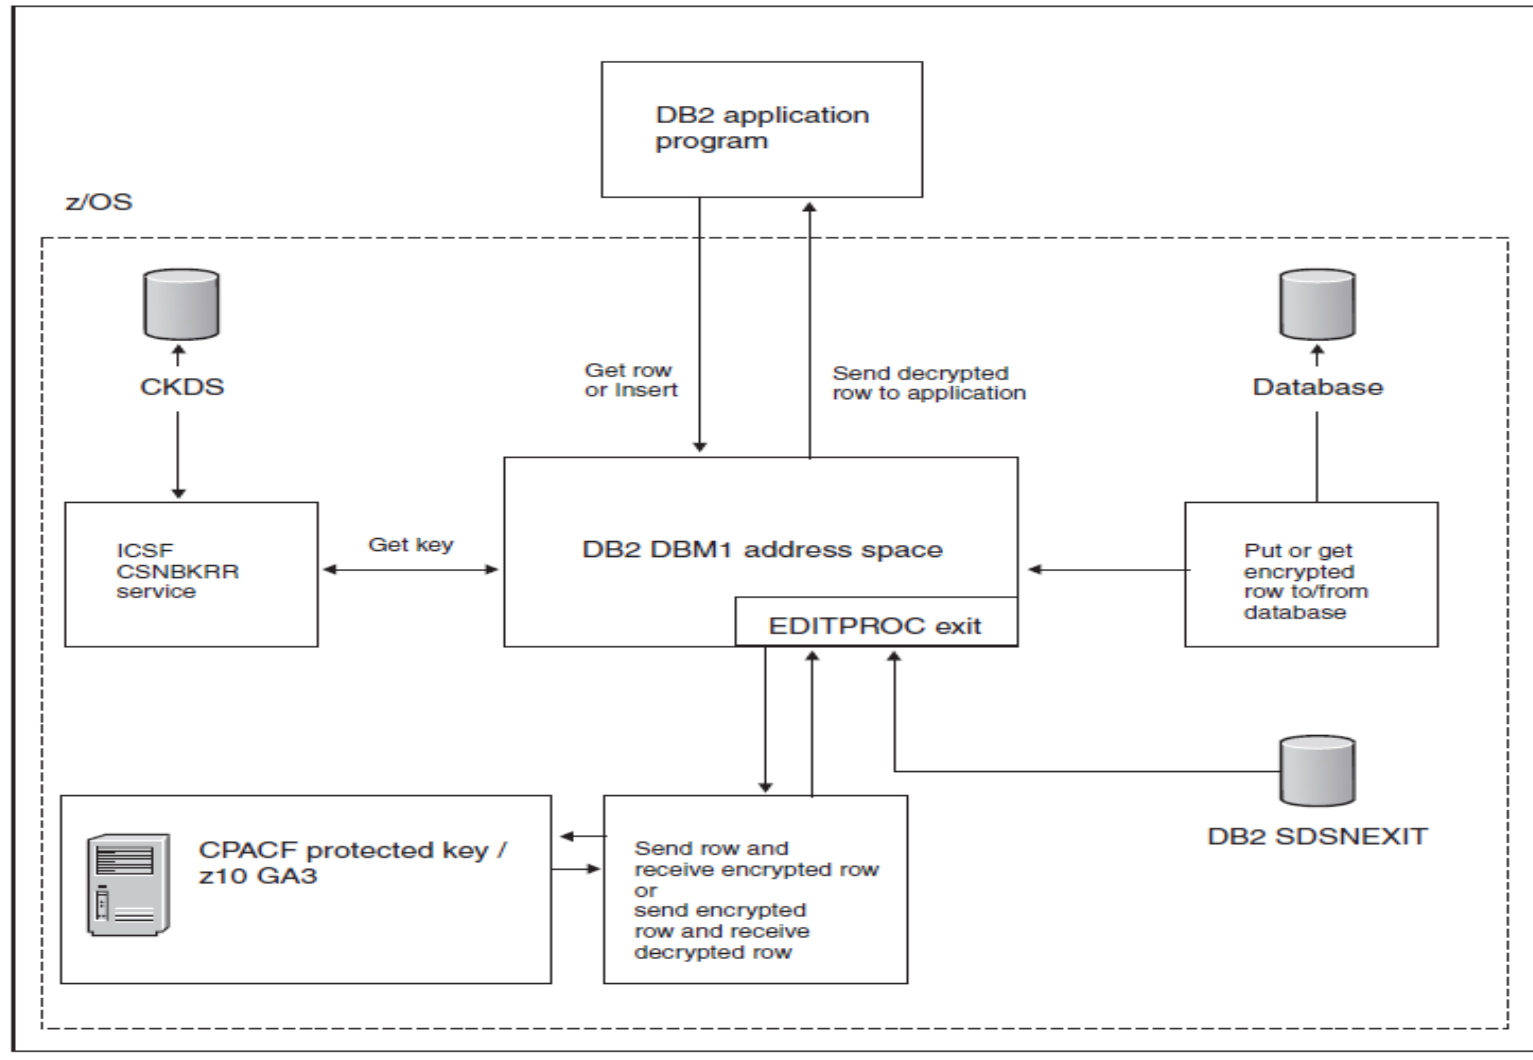 DB2 application
program
z/OS
CKDS
Get row
or Insert
Send decrypted
row to application
Database
ICSF
CSNBKRR
service
Get key
DB2 DBM1 address space
EDITPROC exit
Put or get
encrypted
row to/from
database
CPACF protected key /
z10 GA3
Send row and
receive encrypted row
or
send encrypted
row and receive
decrypted row
DB2 SDSNEXIT